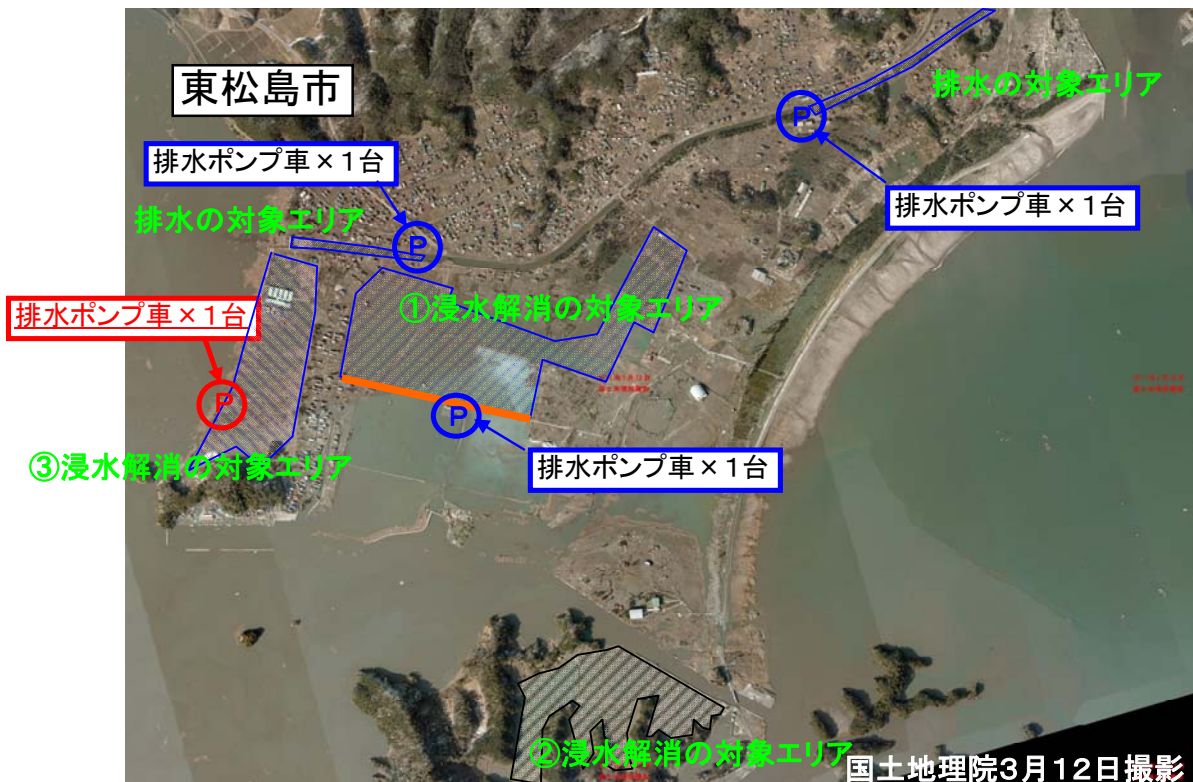 東松島市
排水の対象エリア
P
排水ポンプ車×1台
排水ポンプ車×1台
排水の対象エリア
P
①浸水解消の対象エリア
排水ポンプ車×1台
P
P
排水ポンプ車×1台
③浸水解消の対象エリア
②浸水解消の対象エリア
国土地理院3月12日撮影